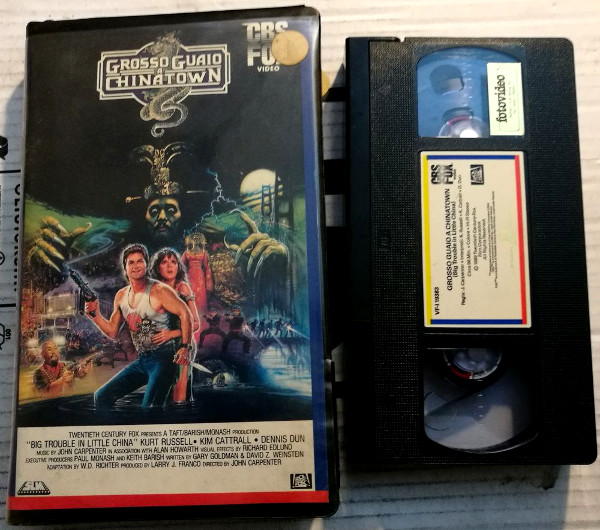 GROSSO GUAIO
A
CHINATOWN
CBS
FOX
VIDEO
TWENTIETH CENTURY FOX PRESENTS A TAFT/BARISH/MONASH PRODUCTION
"BIG TROUBLE IN LITTLE CHINA" KURT RUSSELL • KIM CATTRALL • DENNIS DUN
MUSIC BY JOHN CARPENTER IN ASSOCIATION WITH ALAN HOWARTH VISUAL EFFECTS BY RICHARD EDLUND
EXECUTIVE PRODUCERS PAUL MONASH AND KEITH BARISH WRITTEN BY GARY GOLDMAN & DAVID Z. WEINSTEIN
ADAPTATION BY W.D. RICHTER PRODUCED BY LARRY J. FRANCO DIRECTED BY JOHN CARPENTER
fotovideo
CBS
FOX
GROSSO GUAIO A CHINATOWN
(Big Trouble in Little China)
All Rights Reserved